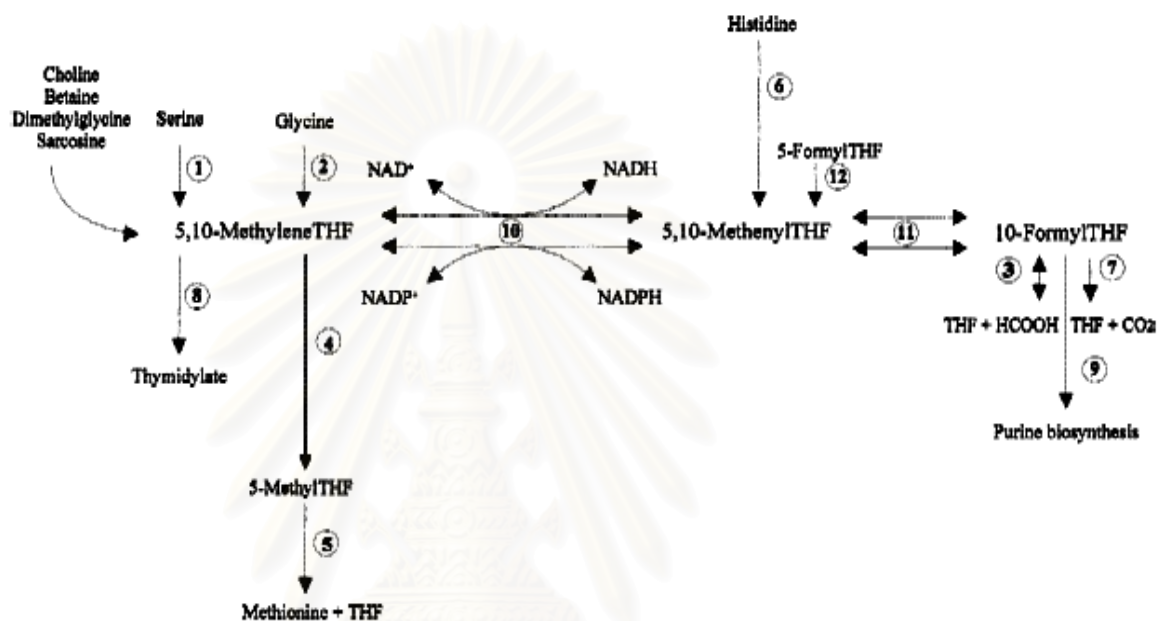 Histidine
Choline
Betaine
Dimethylglycine
Sarcosine
Serine
Glycine
6
5-FormylTHF
1
2
NAD⁺
NADH
12
5,10-MethyleneTHF
10
5,10-MethenylTHF
11
10-FormylTHF
3
7
8
NADP⁺
NADPH
4
THF + HCOOH
THF + CO2
Thymidylate
9
Purine biosynthesis
5-MethylTHF
5
Methionine + THF